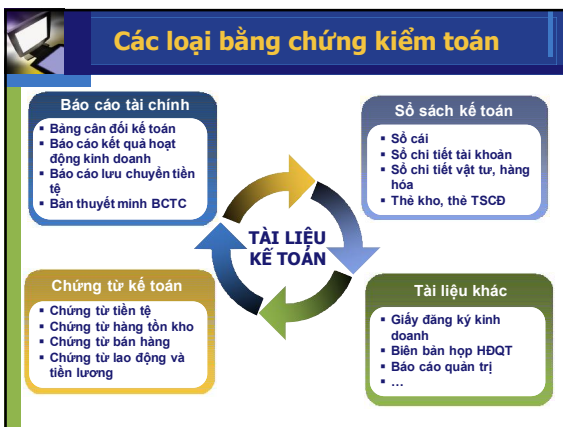 Các loại bằng chứng kiểm toán
Báo cáo tài chính
▪ Bảng cân đối kế toán
▪ Báo cáo kết quả hoạt
động kinh doanh
▪ Báo cáo lưu chuyển tiền
tệ
▪ Bản thuyết minh BCTC
Sổ sách kế toán
▪ Sổ cái
▪ Sổ chi tiết tài khoản
▪ Sổ chi tiết vật tư, hàng
hóa
▪ Thẻ kho, thẻ TSCĐ
TÀI LIỆU
KẾ TOÁN
Chứng từ kế toán
▪ Chứng từ tiền tệ
▪ Chứng từ hàng tồn kho
▪ Chứng từ bán hàng
▪ Chứng từ lao động và
tiền lương
Tài liệu khác
▪ Giấy đăng ký kinh
doanh
▪ Biên bản họp HĐQT
▪ Báo cáo quản trị
▪ ...